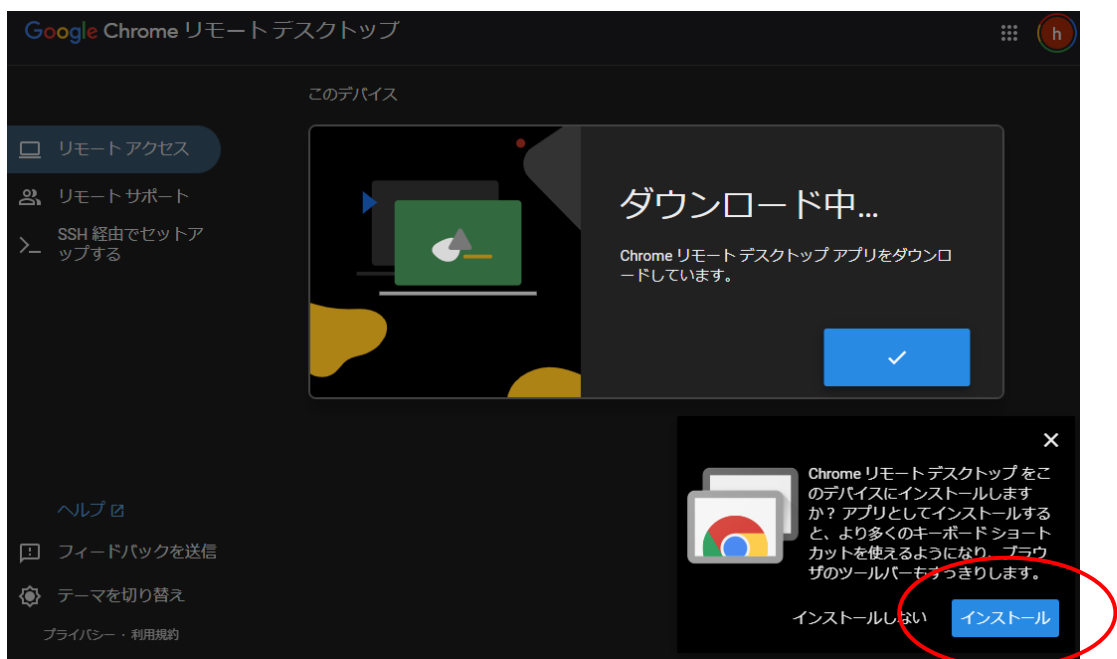 Google Chrome リモート デスクトップ
h
このデバイス
リモート アクセス
リモート サポート
SSH 経由でセットア
ップする
ダウンロード中...
Chrome リモート デスクトップ アプリをダウンロ
ードしています。
Chrome リモート デスクトップ をこ
のデバイスにインストールします
か？ アプリとしてインストールする
と、より多くのキーボード ショート
カットを使えるようになり、ブラウ
ザのツールバーもすっきりします。
インストールしない
インストール
ヘルプ
フィードバックを送信
テーマを切り替え
プライバシー・利用規約